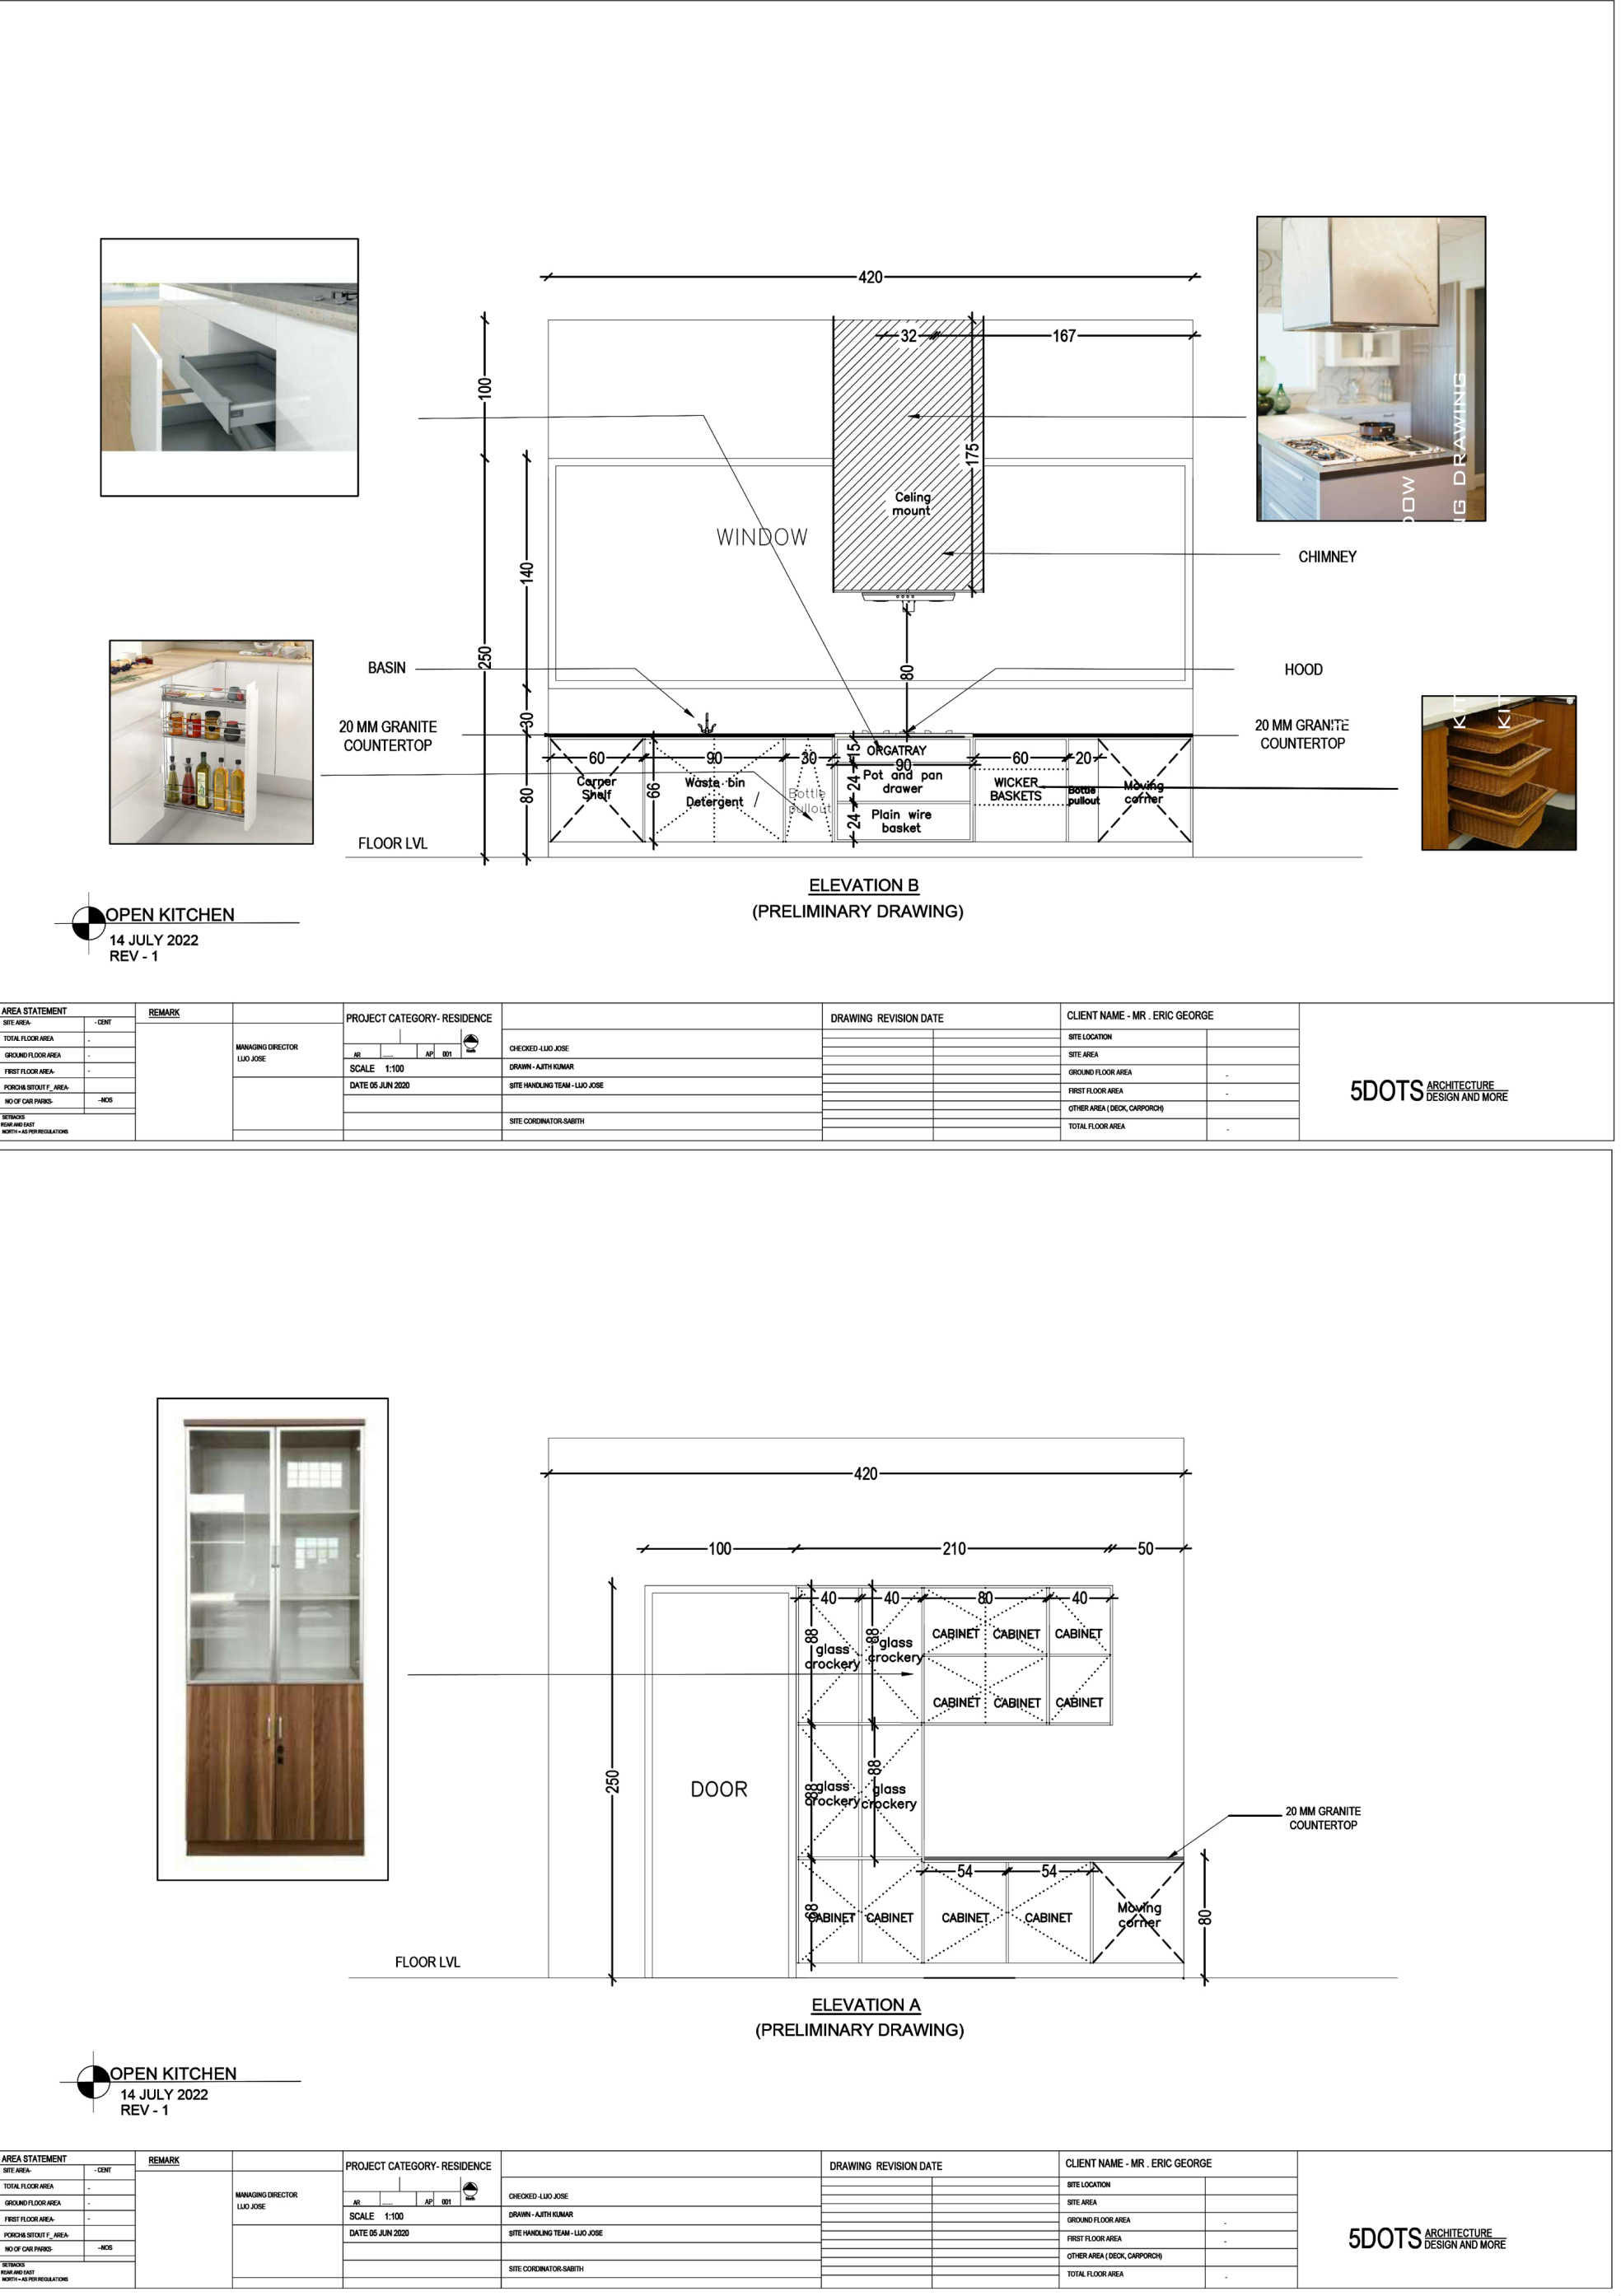 420
32
167
100
175
Celing
mount
WINDOW
140
CHIMNEY
250
80
BASIN
HOOD
30
20 MM GRANITE
COUNTERTOP
20 MM GRANITE
COUNTERTOP
60
90
30
15
ORGATRAY
90
60
20
Corner
Shelf
66
Waste bin
Detergent /
Bottle
pullout
24
Pot and pan
drawer
24
Plain wire
basket
WICKER
BASKETS
Bottle
pullout
Moving
corner
80
FLOOR LVL
ELEVATION B
(PRELIMINARY DRAWING)
OPEN KITCHEN
14 JULY 2022
REV - 1
DOW
NG DRAWING
KIT
KI
AREA STATEMENT
SITE AREA-
- CENT
TOTAL FLOOR AREA
-
GROUND FLOOR AREA
-
FIRST FLOOR AREA-
-
PORCH& SITOUT F_ AREA-
NO OF CAR PARKS-
--NOS
SETBACKS
REAR AND EAST
NORTH = AS PER REGULATIONS
REMARK
MANAGING DIRECTOR
LIJO JOSE
PROJECT CATEGORY- RESIDENCE
AR
AP
001
North
SCALE 1:100
DATE 05 JUN 2020
CHECKED -LIJO JOSE
DRAWN - AJITH KUMAR
SITE HANDLING TEAM - LIJO JOSE
SITE CORDINATOR-SABITH
DRAWING REVISION DATE
CLIENT NAME - MR . ERIC GEORGE
SITE LOCATION
SITE AREA
GROUND FLOOR AREA
-
FIRST FLOOR AREA
-
OTHER AREA ( DECK, CARPORCH)
TOTAL FLOOR AREA
-
5DOTS ARCHITECTURE
DESIGN AND MORE
420
100
210
50
40
40
80
40
88
88
glass
crockery
glass
crockery
CABINET
CABINET
CABINET
CABINET
CABINET
CABINET
250
DOOR
88
88
glass
crockery
glass
crockery
20 MM GRANITE
COUNTERTOP
54
54
68
CABINET
CABINET
CABINET
CABINET
Moving
corner
80
FLOOR LVL
ELEVATION A
(PRELIMINARY DRAWING)
OPEN KITCHEN
14 JULY 2022
REV - 1
AREA STATEMENT
SITE AREA-
- CENT
TOTAL FLOOR AREA
-
GROUND FLOOR AREA
-
FIRST FLOOR AREA-
-
PORCH& SITOUT F_ AREA-
NO OF CAR PARKS-
--NOS
SETBACKS
REAR AND EAST
NORTH = AS PER REGULATIONS
REMARK
MANAGING DIRECTOR
LIJO JOSE
PROJECT CATEGORY- RESIDENCE
AR
AP
001
North
SCALE 1:100
DATE 05 JUN 2020
CHECKED -LIJO JOSE
DRAWN - AJITH KUMAR
SITE HANDLING TEAM - LIJO JOSE
SITE CORDINATOR-SABITH
DRAWING REVISION DATE
CLIENT NAME - MR . ERIC GEORGE
SITE LOCATION
SITE AREA
GROUND FLOOR AREA
-
FIRST FLOOR AREA
-
OTHER AREA ( DECK, CARPORCH)
TOTAL FLOOR AREA
-
5DOTS ARCHITECTURE
DESIGN AND MORE